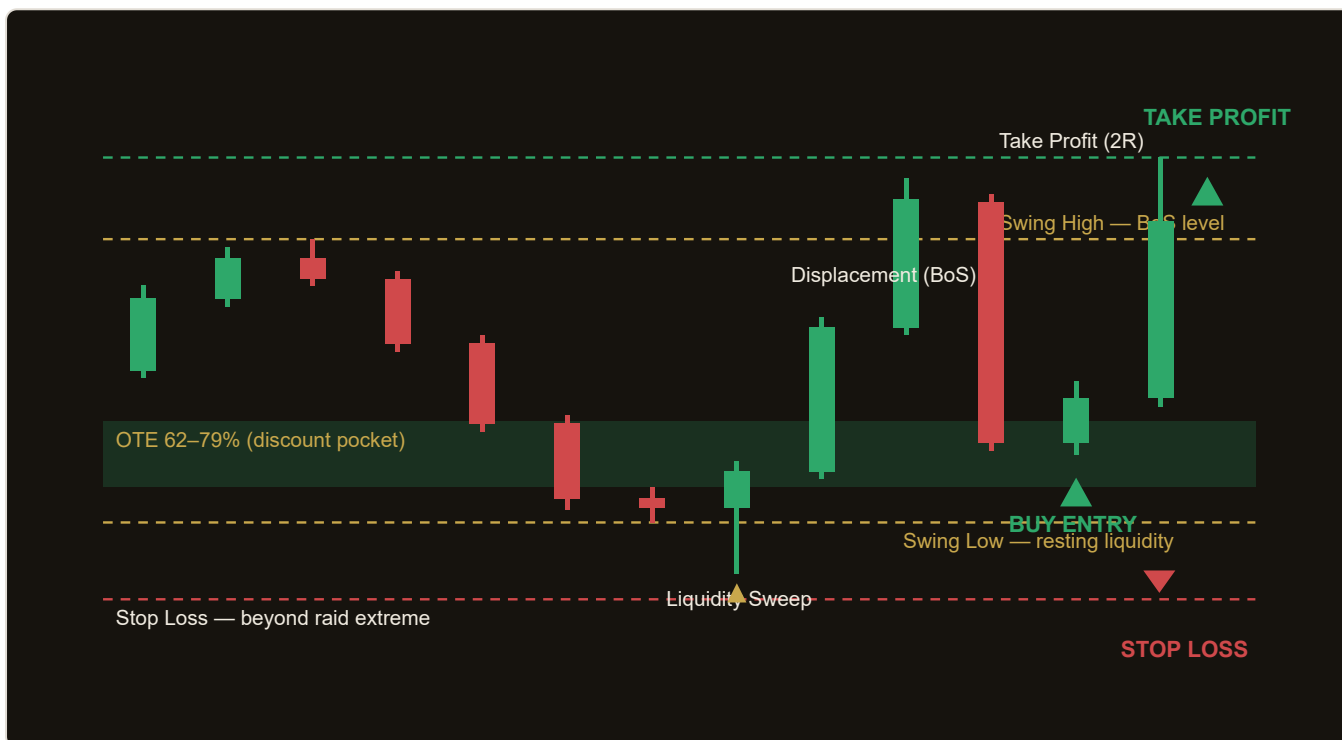 TAKE PROFIT
Take Profit (2R)
Swing High — BoS level
Displacement (BoS)
OTE 62–79% (discount pocket)
BUY ENTRY
Swing Low — resting liquidity
Liquidity Sweep
Stop Loss — beyond raid extreme
STOP LOSS